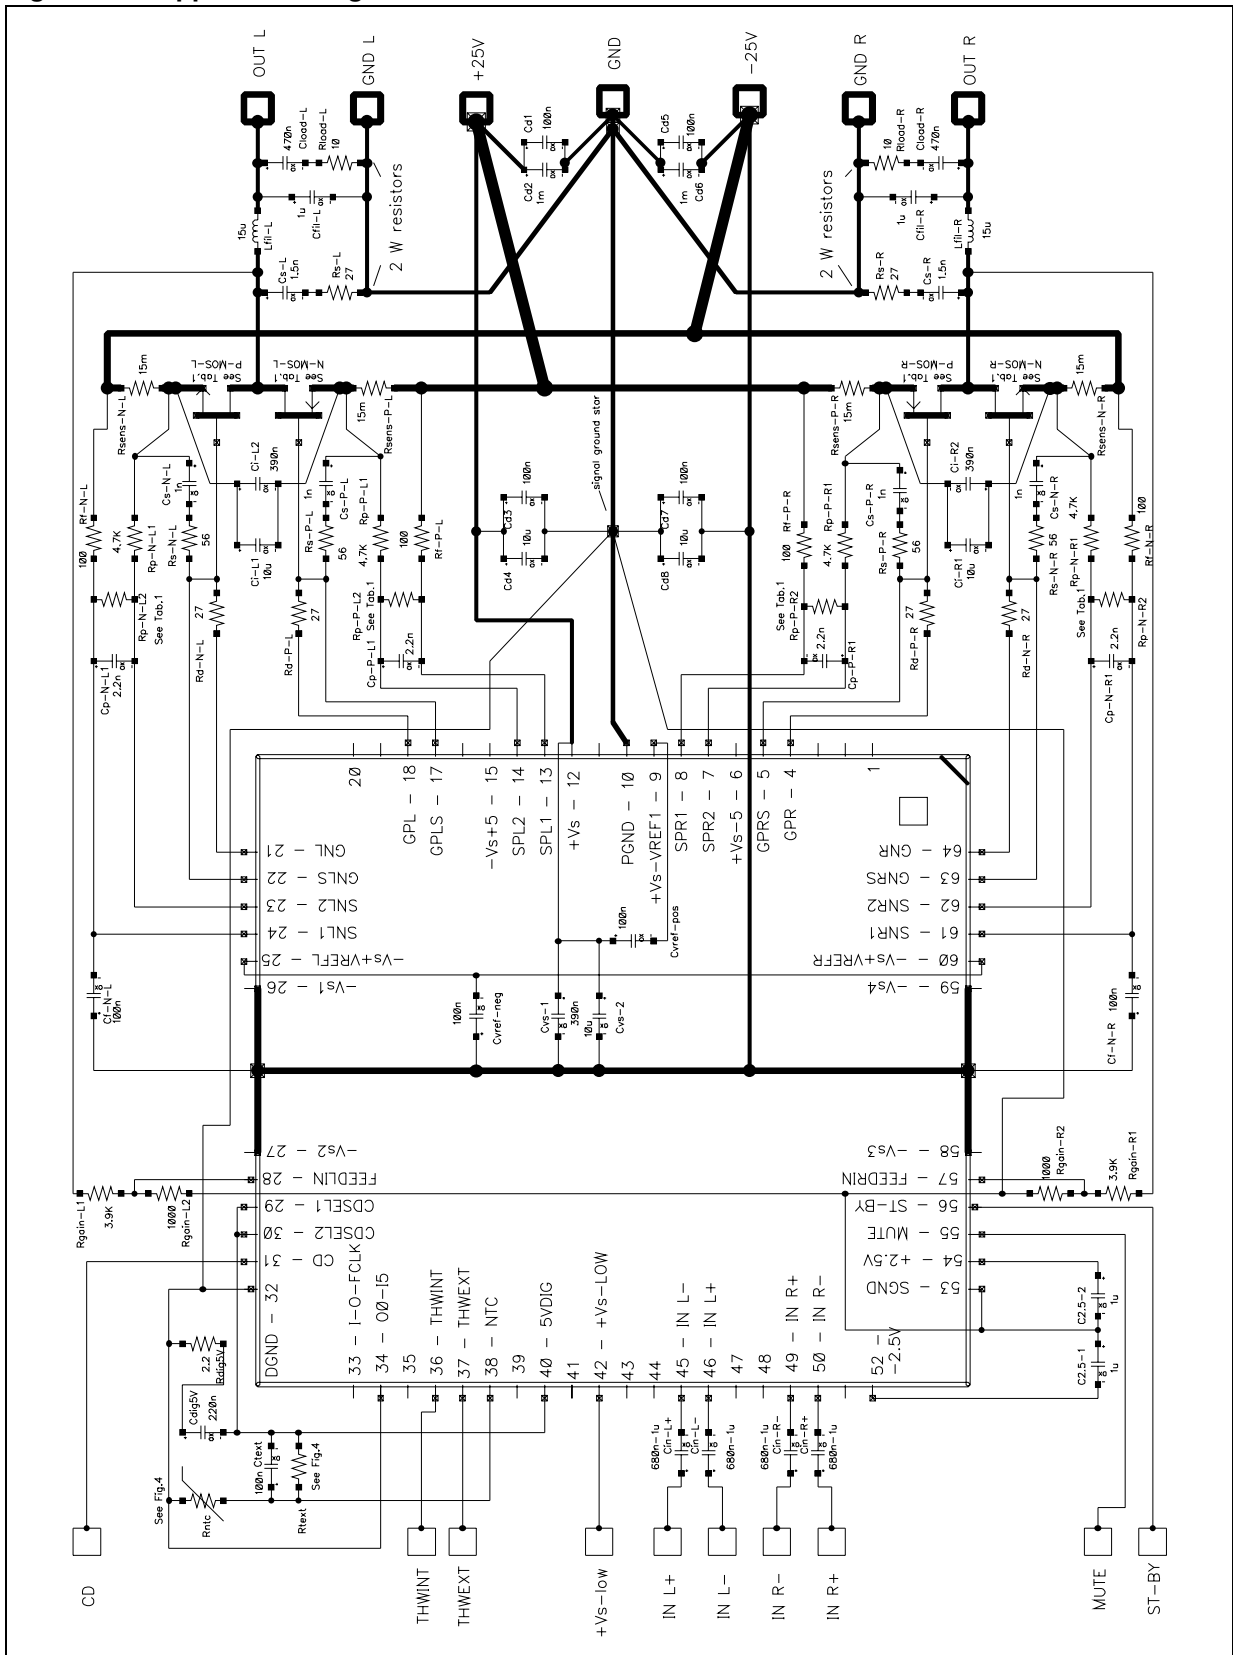 OUT L
GND L
+25V
GND
-25V
GND R
OUT R
470n
Cload-L
Rload-L
10
1u
Cfil-L
15u
Lfil-L
Cs-L
1.5n
Rs-L
27
2 W resistors
Cd1
100n
Cd2
1m
Cd5
100n
1m
Cd6
10
Rload-R
Cload-R
470n
1u
Cfil-R
Lfil-R
15u
2 W resistors
Rs-R
27
Cs-R
1.5n
15m
Rsens-N-L
P-MOS-L
See Tab.1
N-MOS-L
See Tab.1
15m
Rsens-P-L
signal ground star
15m
Rsens-P-R
P-MOS-R
See Tab.1
N-MOS-R
See Tab.1
15m
Rsens-N-R
Rf-N-L
100
4.7K
Rp-N-L1
Cs-N-L
1n
Rs-N-L
56
Ci-L2
390n
Ci-L1
10u
1n
Cs-P-L
Rs-P-L
56
Rp-P-L1
4.7K
100
Rf-P-L
Cd3
100n
Cd4
10u
100n
Cd7
10u
Cd8
Rf-P-R
100
Rp-P-R1
4.7K
Cs-P-R
1n
Rs-P-R
56
Ci-R2
390n
Ci-R1
10u
1n
Cs-N-R
Rs-N-R
56
4.7K
Rp-N-R1
100
Rf-N-R
Rp-N-L2
See Tab.1
Cp-N-L1
2.2n
27
Rd-N-L
27
Rd-P-L
Rp-P-L2
See Tab.1
Cp-P-L1
2.2n
See Tab.1
Rp-P-R2
2.2n
Cp-P-R1
27
Rd-P-R
27
Rd-N-R
See Tab.1
Rp-N-R2
2.2n
Cp-N-R1
20
GPL - 18
GPLS - 17
-Vs+5 - 15
SPL2 - 14
SPL1 - 13
+Vs - 12
PGND - 10
+Vs-VREF1 - 9
SPR1 - 8
SPR2 - 7
+Vs-5 - 6
GPRS - 5
GPR - 4
1
21 - GNL
22 - GNLS
23 - SNL2
24 - SNL1
25 - -Vs+VREFL
26 - -Vs1
64 - GNR
63 - GNRS
62 - SNR2
61 - SNR1
60 - -Vs+VREFR
59 - -Vs4
100n
Cvref-pos
Cf-N-L
100n
100n
Cvref-neg
Cvs-1
390n
10u
Cvs-2
100n
Cf-N-R
27 - -Vs2
28 - FEEDLIN
29 - CDSEL1
30 - CDSEL2
31 - CD
58 - -Vs3
57 - FEEDRIN
56 - ST-BY
55 - MUTE
54 - +2.5V
53 - SGND
Rgain-L1
3.9K
1000
Rgain-L2
1000
Rgain-R2
3.9K
Rgain-R1
DGND - 32
33 - I-O-FCLK
34 - O0-I5
35
36 - THWINT
37 - THWEXT
38 - NTC
39
40 - 5VDIG
41
42 - +Vs-LOW
43
44
45 - IN L-
46 - IN L+
47
48
49 - IN R+
50 - IN R-
52 -
-2.5V
2.2
Rdig5V
Cdig5V
220n
C2.5-2
1u
C2.5-1
1u
See Fig.4
Rntc
100n
Ctext
See Fig.4
Rtext
680n-1u
Cin-L+
Cin-L-
680n-1u
680n-1u
Cin-R-
Cin-R+
680n-1u
CD
THWINT
THWEXT
+Vs-low
IN L+
IN L-
IN R-
IN R+
MUTE
ST-BY